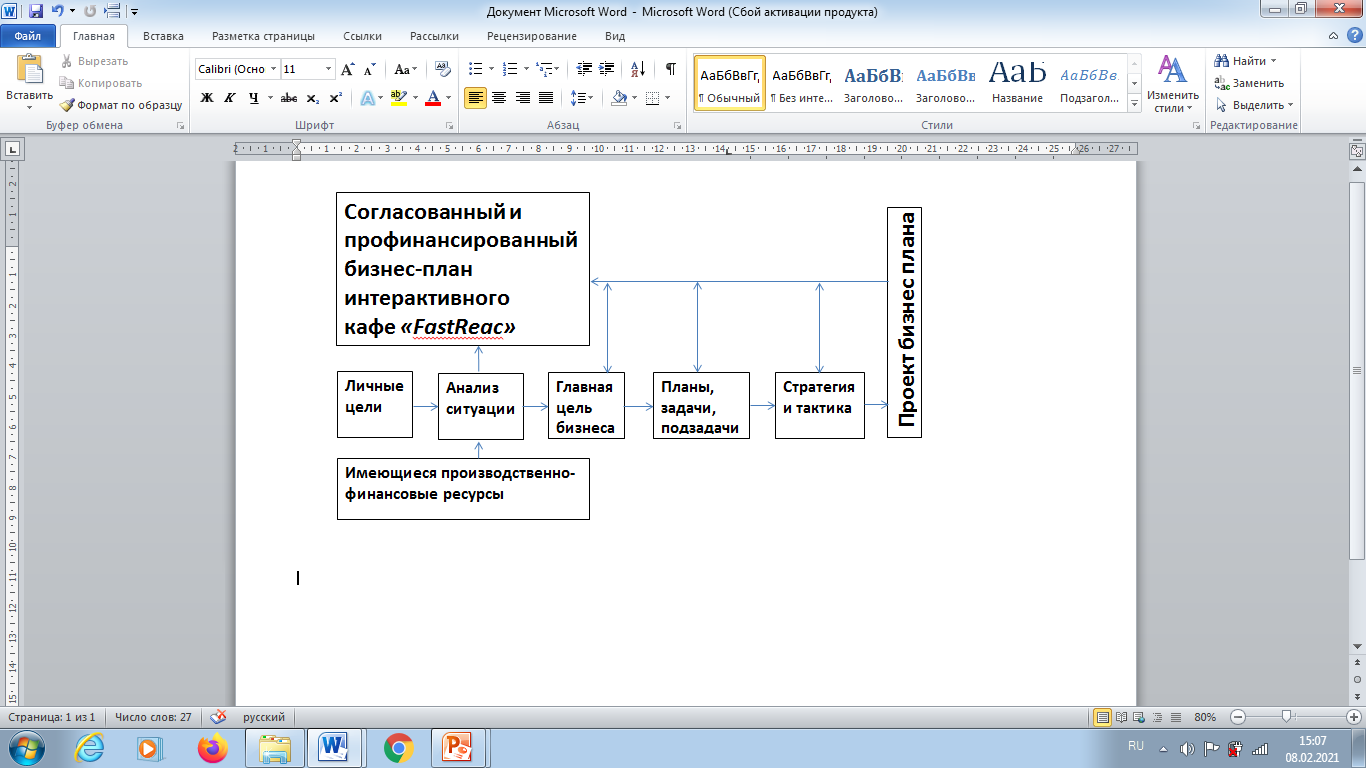 Документ Microsoft Word - Microsoft Word (Сбой активации продукта)
Файл Главная Вставка Разметка страницы Ссылки Рассылки Рецензирование Вид
Вставить
Вырезать
Копировать
Формат по образцу
Буфер обмена
Calibri (Осно 11
Шрифт
Абзац
АаБбВвГг, АаБбВвГг, АаБбВ АаБбВв АаБ АаБбВв.
¶ Обычный ¶ Без инте... Заголово... Заголово... Название Подзагол...
Стили
Изменить
стили
Найти
Заменить
Выделить
Редактирование
Согласованный и
профинансированный
бизнес-план
интерактивного
кафе «FastReac»
Проект бизнес плана
Личные
цели
Анализ
ситуации
Главная
цель
бизнеса
Планы,
задачи,
подзадачи
Стратегия
и тактика
Имеющиеся производственно-
финансовые ресурсы
Страница: 1 из 1 Число слов: 27 русский 80%
RU
15:07
08.02.2021